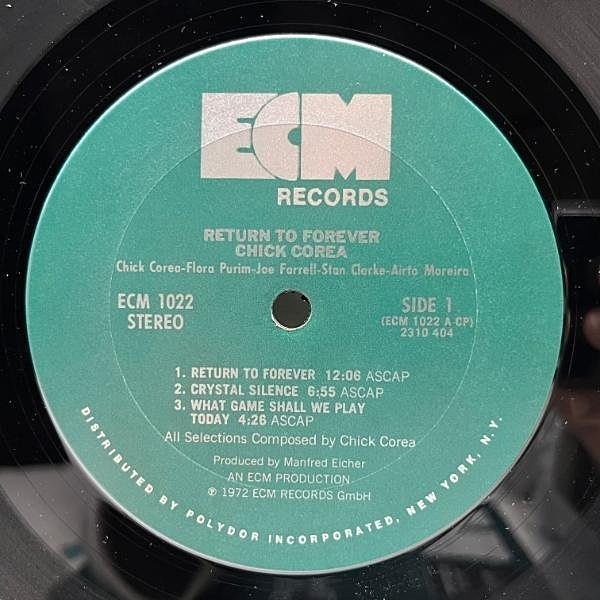 ECM
RECORDS
RETURN TO FOREVER
CHICK COREA
Chick Corea-Flora Purim-Joe Farrell-Stan Clarke-Airto Moreira
ECM 1022
STEREO
SIDE 1
(ECM 1022 A-CP)
2310 404
1. RETURN TO FOREVER 12:06 ASCAP
2. CRYSTAL SILENCE 6:55 ASCAP
3. WHAT GAME SHALL WE PLAY
TODAY 4:26 ASCAP
All Selections Composed by Chick Corea
Produced by Manfred Eicher
AN ECM PRODUCTION
℗ 1972 ECM RECORDS GmbH
DISTRIBUTED BY POLYDOR INCORPORATED, NEW YORK, N.Y.